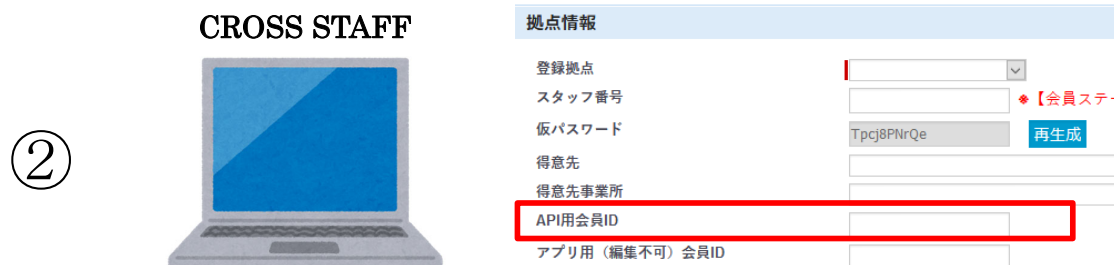 ②
CROSS STAFF
拠点情報
登録拠点
スタッフ番号
※【会員ステー
仮パスワード
Tpcj8PNrQe
再生成
得意先
得意先事業所
API用会員ID
アプリ用（編集不可）会員ID